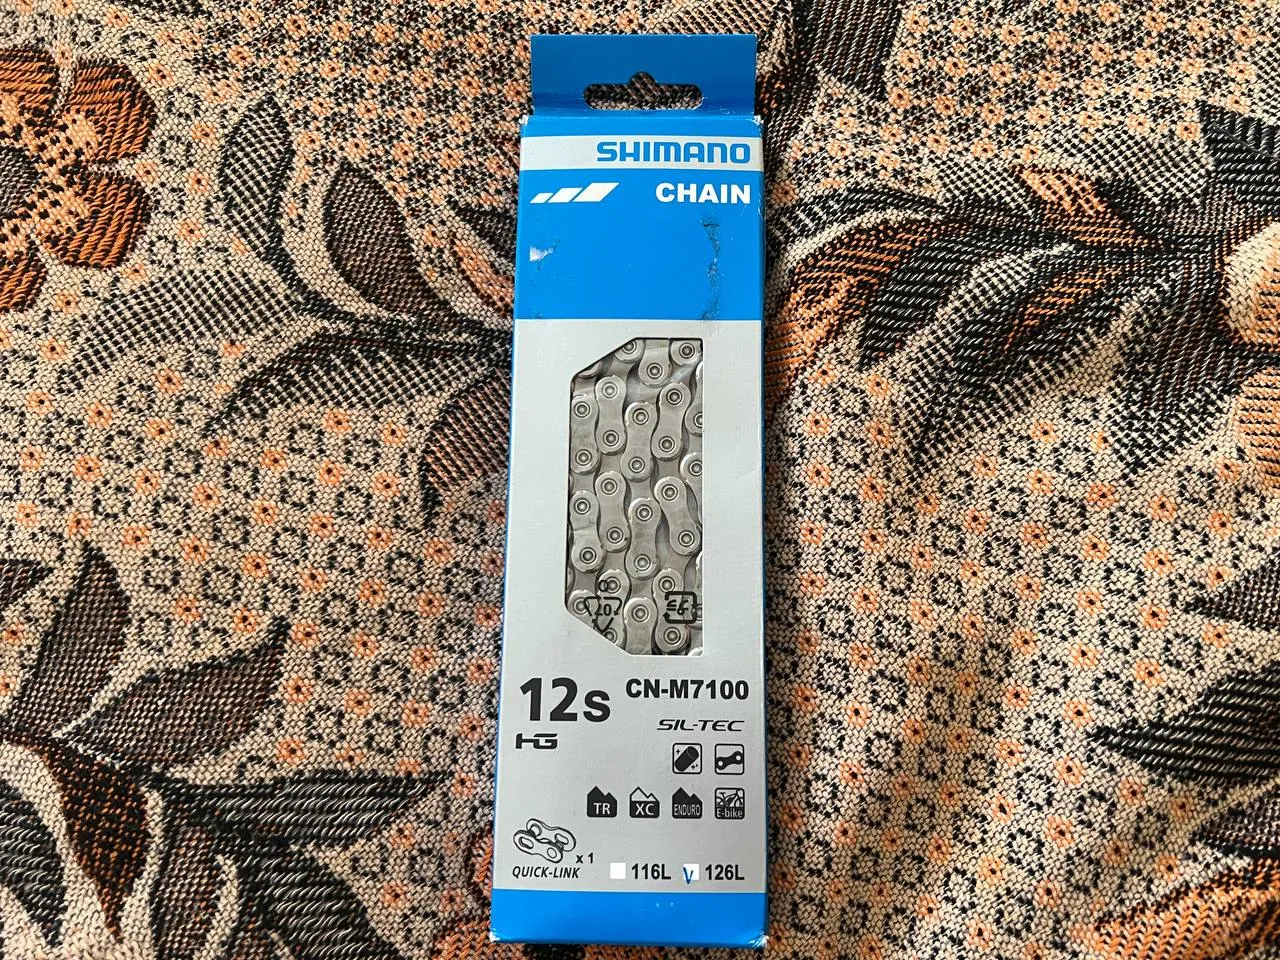 SHIMANO
CHAIN
12s CN-M7100
SIL-TEC
HG
TR XC ENDURO E-bike
x 1
QUICK-LINK
116L V 126L